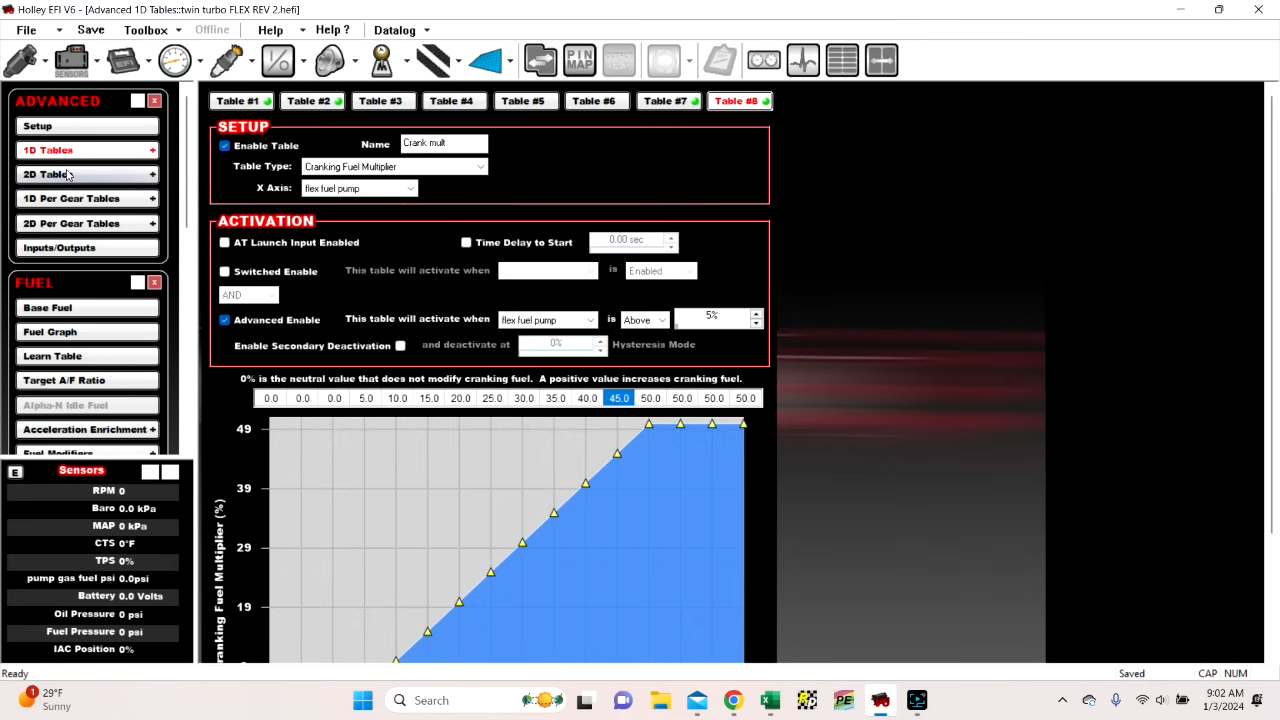 Holley EFI V6 - [Advanced 1D Tables::twin turbo FLEX REV 2.hefi]
File Save Toolbox Offline Help Help ? Datalog
SENSORS EFI I/O PIN MAP
ADVANCED
Setup
1D Tables +
2D Tables +
1D Per Gear Tables +
2D Per Gear Tables +
Inputs/Outputs
FUEL
Base Fuel
Fuel Graph
Learn Table
Target A/F Ratio
Alpha-N Idle Fuel
Acceleration Enrichment +
Fuel Modifiers
E Sensors
RPM 0
Baro 0.0 kPa
MAP 0 kPa
CTS 0°F
TPS 0%
pump gas fuel psi 0.0psi
Battery 0.0 Volts
Oil Pressure 0 psi
Fuel Pressure 0 psi
IAC Position 0%
Table #1 Table #2 Table #3 Table #4 Table #5 Table #6 Table #7 Table #8
SETUP
Enable Table Name Crank mult
Table Type: Cranking Fuel Multiplier
X Axis: flex fuel pump
ACTIVATION
AT Launch Input Enabled Time Delay to Start 0.00 sec
Switched Enable This table will activate when is Enabled
AND
Advanced Enable This table will activate when flex fuel pump is Above 5%
Enable Secondary Deactivation and deactivate at 0% Hysteresis Mode
0% is the neutral value that does not modify cranking fuel. A positive value increases cranking fuel.
0.0 0.0 0.0 5.0 10.0 15.0 20.0 25.0 30.0 35.0 40.0 45.0 50.0 50.0 50.0 50.0
49
39
29
19
Cranking Fuel Multiplier (%)
Ready Saved CAP NUM
1 29°F
Sunny
Search
PE
9:02 AM
1/3/2024